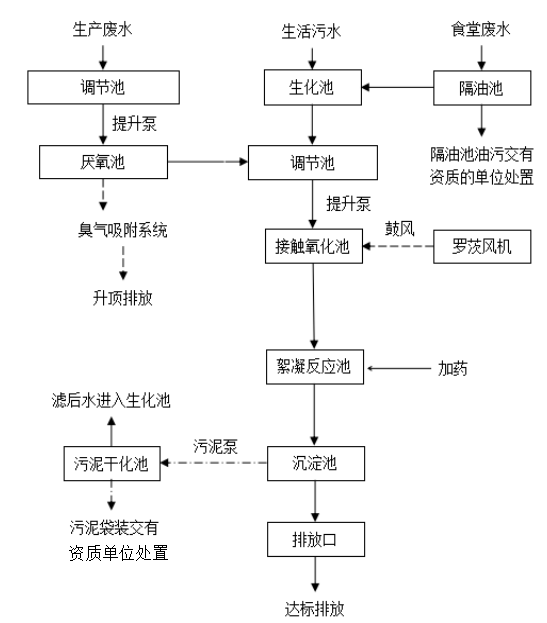 生产废水
生活污水
食堂废水
调节池
生化池
隔油池
提升泵
厌氧池
调节池
隔油池油污交有
资质的单位处置
提升泵
臭气吸附系统
接触氧化池
鼓风
罗茨风机
升顶排放
絮凝反应池
加药
滤后水进入生化池
污泥干化池
污泥泵
沉淀池
污泥袋装交有
资质单位处置
排放口
达标排放